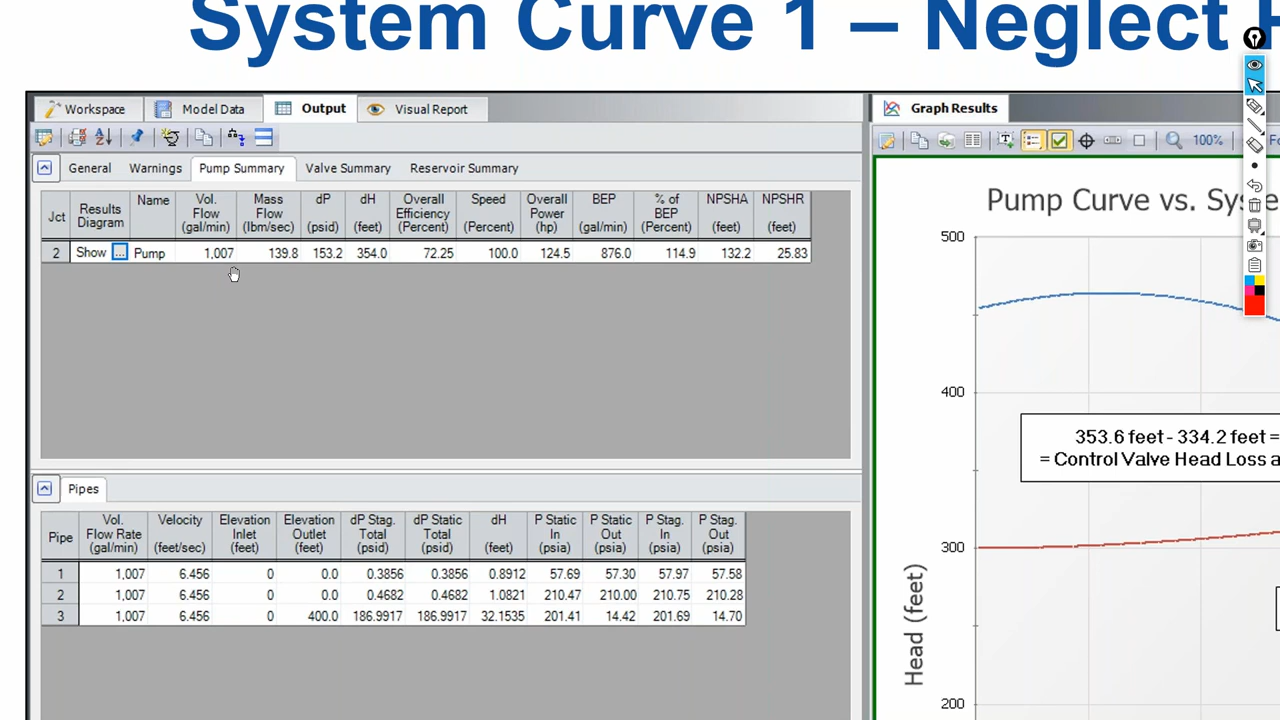 System Curve 1 – Neglect
Workspace Model Data Output Visual Report
General Warnings Pump Summary Valve Summary Reservoir Summary
Jct Results Diagram Name Vol. Flow (gal/min) Mass Flow (lbm/sec) dP (psid) dH (feet) Overall Efficiency (Percent) Speed (Percent) Overall Power (hp) BEP (gal/min) % of BEP (Percent) NPSHA (feet) NPSHR (feet)
2 Show ... Pump 1,007 139.8 153.2 354.0 72.25 100.0 124.5 876.0 114.9 132.2 25.83
Pipes
Pipe Vol. Flow Rate (gal/min) Velocity (feet/sec) Elevation Inlet (feet) Elevation Outlet (feet) dP Stag. Total (psid) dP Static Total (psid) dH (feet) P Static In (psia) P Static Out (psia) P Stag. In (psia) P Stag. Out (psia)
1 1,007 6.456 0 0.0 0.3856 0.3856 0.8912 57.69 57.30 57.97 57.58
2 1,007 6.456 0 0.0 0.4682 0.4682 1.0821 210.47 210.00 210.75 210.28
3 1,007 6.456 0 400.0 186.9917 186.9917 32.1535 201.41 14.42 201.69 14.70
Graph Results
100%
Pump Curve vs. Syste
500
400
300
200
Head (feet)
353.6 feet - 334.2 feet =
= Control Valve Head Loss a